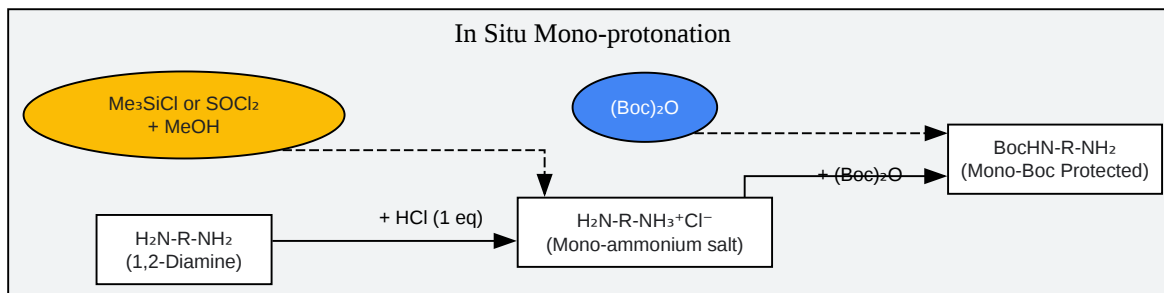 In Situ Mono-protonation
Me₃SiCl or SOCl₂
+ MeOH
(Boc)₂O
BocHN-R-NH₂
(Mono-Boc Protected)
+ (Boc)₂O
+ HCl (1 eq)
H₂N-R-NH₃⁺Cl⁻
(Mono-ammonium salt)
H₂N-R-NH₂
(1,2-Diamine)